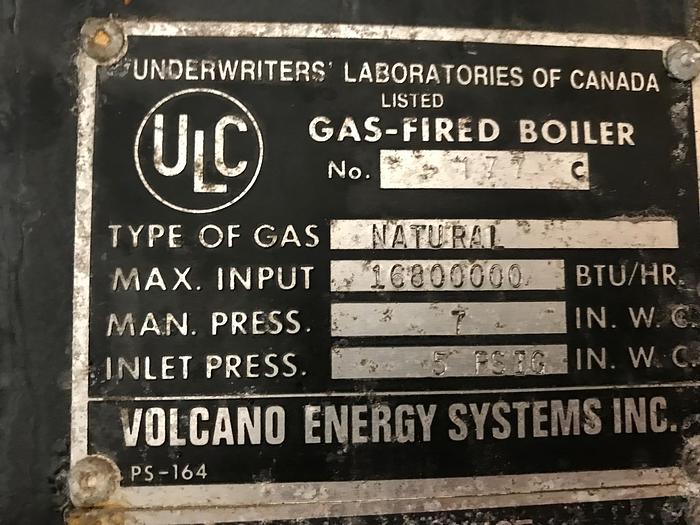 UNDERWRITERS' LABORATORIES OF CANADA
LISTED
ULC
GAS-FIRED BOILER
No. 177 C
TYPE OF GAS NATURAL
MAX. INPUT 16800000 BTU/HR.
MAN. PRESS. 7 IN. W. C.
INLET PRESS. 5 PSIG IN. W. C.
VOLCANO ENERGY SYSTEMS INC.
PS-164